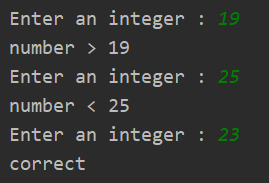 Enter an integer : 19
number > 19
Enter an integer : 25
number < 25
Enter an integer : 23
correct